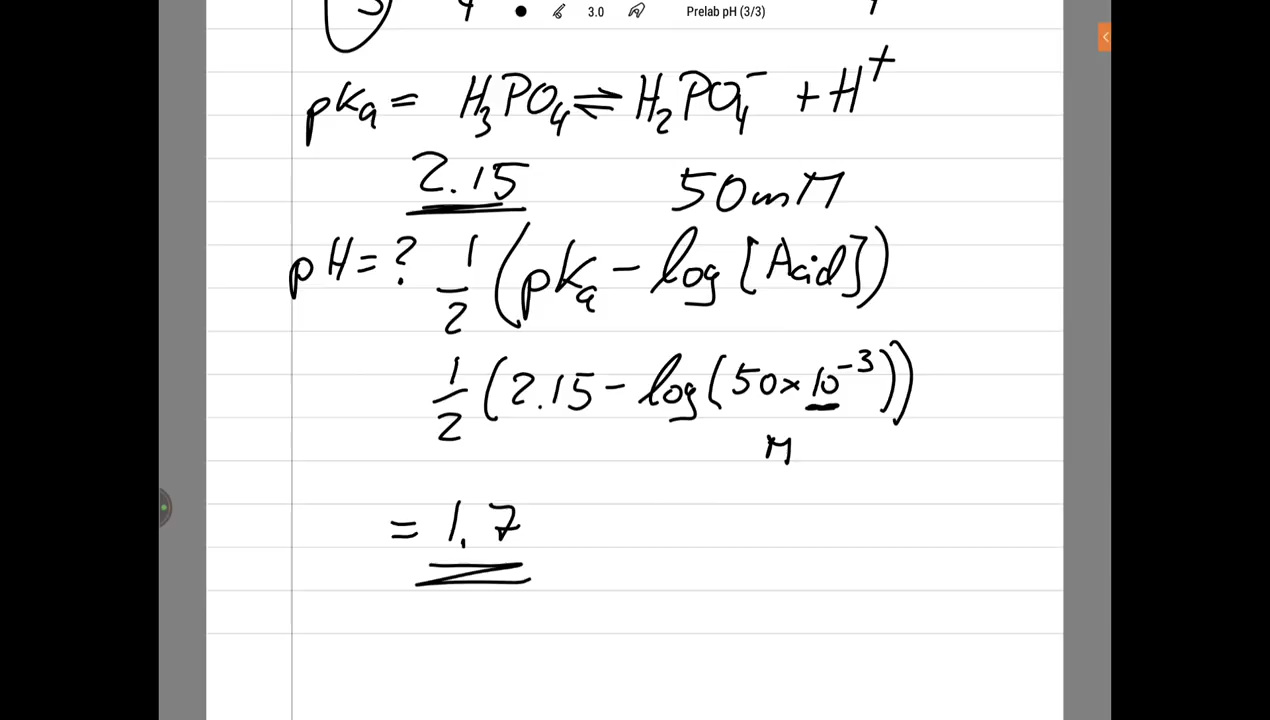 3.0 Prelab pH (3/3)
pKa = H₃PO₄ ⇌ H₂PO₄⁻ + H⁺
2.15 50mM
pH = ? 1/2 (pKa - log [Acid])
1/2 (2.15 - log (50 × 10⁻³))
M
= 1.7